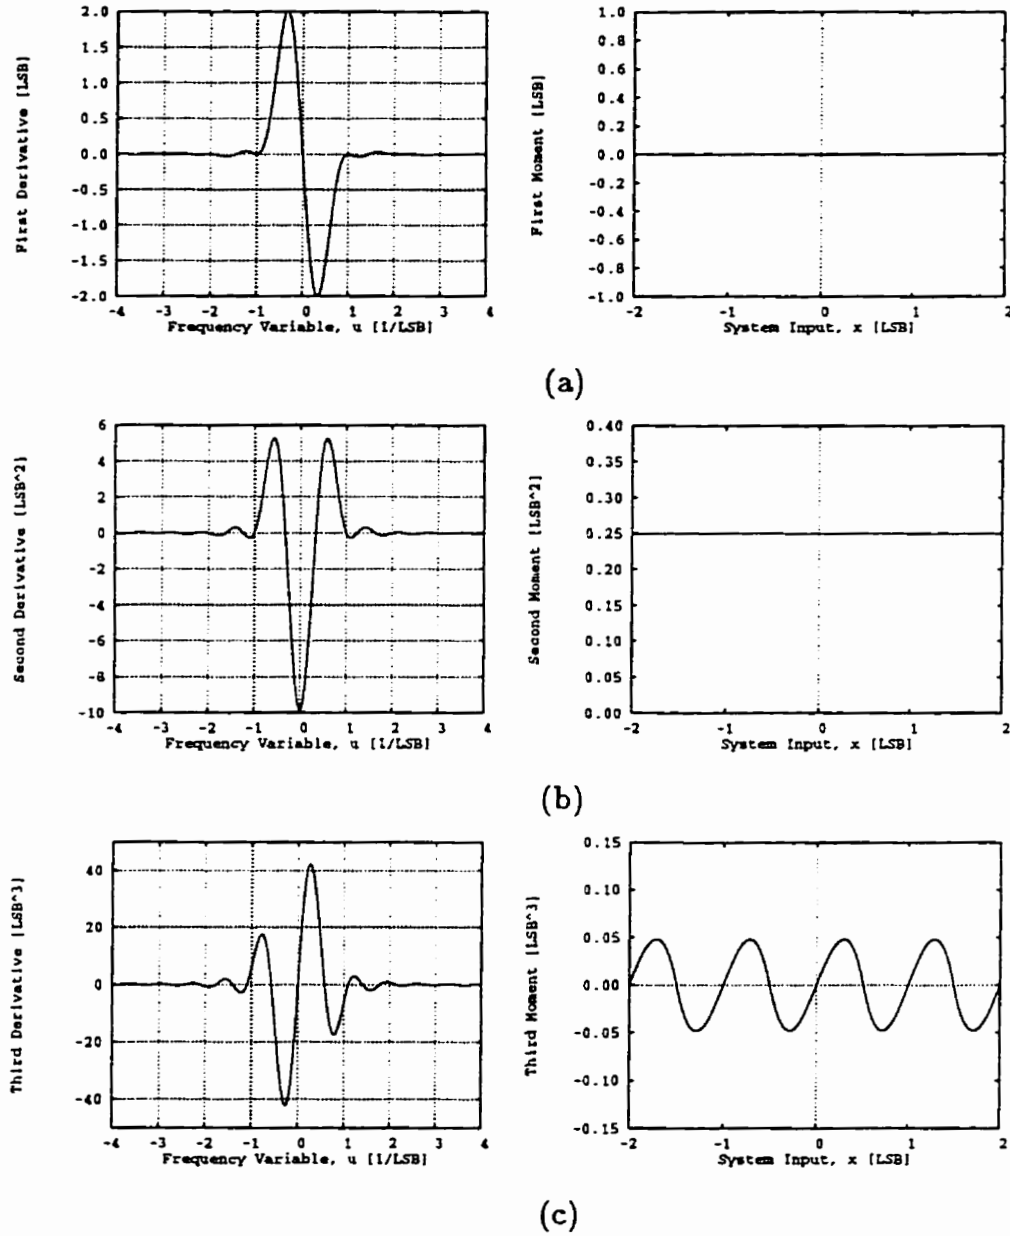 First Derivative [LSB]
2.0
1.5
1.0
0.5
0.0
-0.5
-1.0
-1.5
-2.0
-4 -3 -2 -1 0 1 2 3 4
Frequency Variable, u [1/LSB]
First Moment [LSB]
1.0
0.8
0.6
0.4
0.2
0.0
-0.2
-0.4
-0.6
-0.8
-1.0
-2 -1 0 1 2
System Input, x [LSB]
(a)
Second Derivative [LSB^2]
6
4
2
0
-2
-4
-6
-8
-10
-4 -3 -2 -1 0 1 2 3 4
Frequency Variable, u [1/LSB]
Second Moment [LSB^2]
0.40
0.35
0.30
0.25
0.20
0.15
0.10
0.05
0.00
-2 -1 0 1 2
System Input, x [LSB]
(b)
Third Derivative [LSB^3]
40
20
0
-20
-40
-4 -3 -2 -1 0 1 2 3 4
Frequency Variable, u [1/LSB]
Third Moment [LSB^3]
0.15
0.10
0.05
0.00
-0.05
-0.10
-0.15
-2 -1 0 1 2
System Input, x [LSB]
(c)